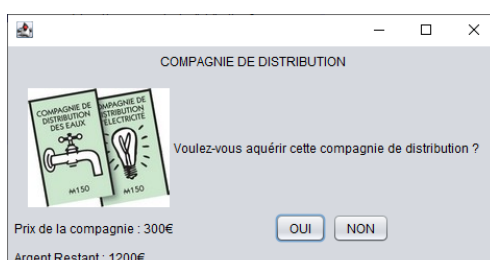 COMPAGNIE DE DISTRIBUTION
COMPAGNIE DE
DISTRIBUTION
DES EAUX
M150
COMPAGNIE DE
DISTRIBUTION
ÉLECTRICITÉ
M150
Voulez-vous aquérir cette compagnie de distribution ?
Prix de la compagnie : 300€
OUI
NON
Argent Restant : 1200€